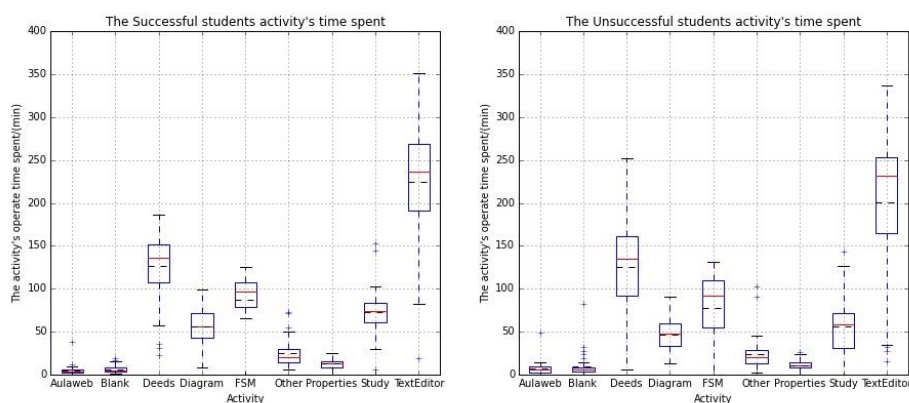 The Successful students activity's time spent
The activity's operate time spent/(min)
400
350
300
250
200
150
100
50
0
Aulaweb Blank Deeds Diagram FSM Other Properties Study TextEditor
Activity
The Unsuccessful students activity's time spent
The activity's operate time spent/(min)
400
350
300
250
200
150
100
50
0
Aulaweb Blank Deeds Diagram FSM Other Properties Study TextEditor
Activity